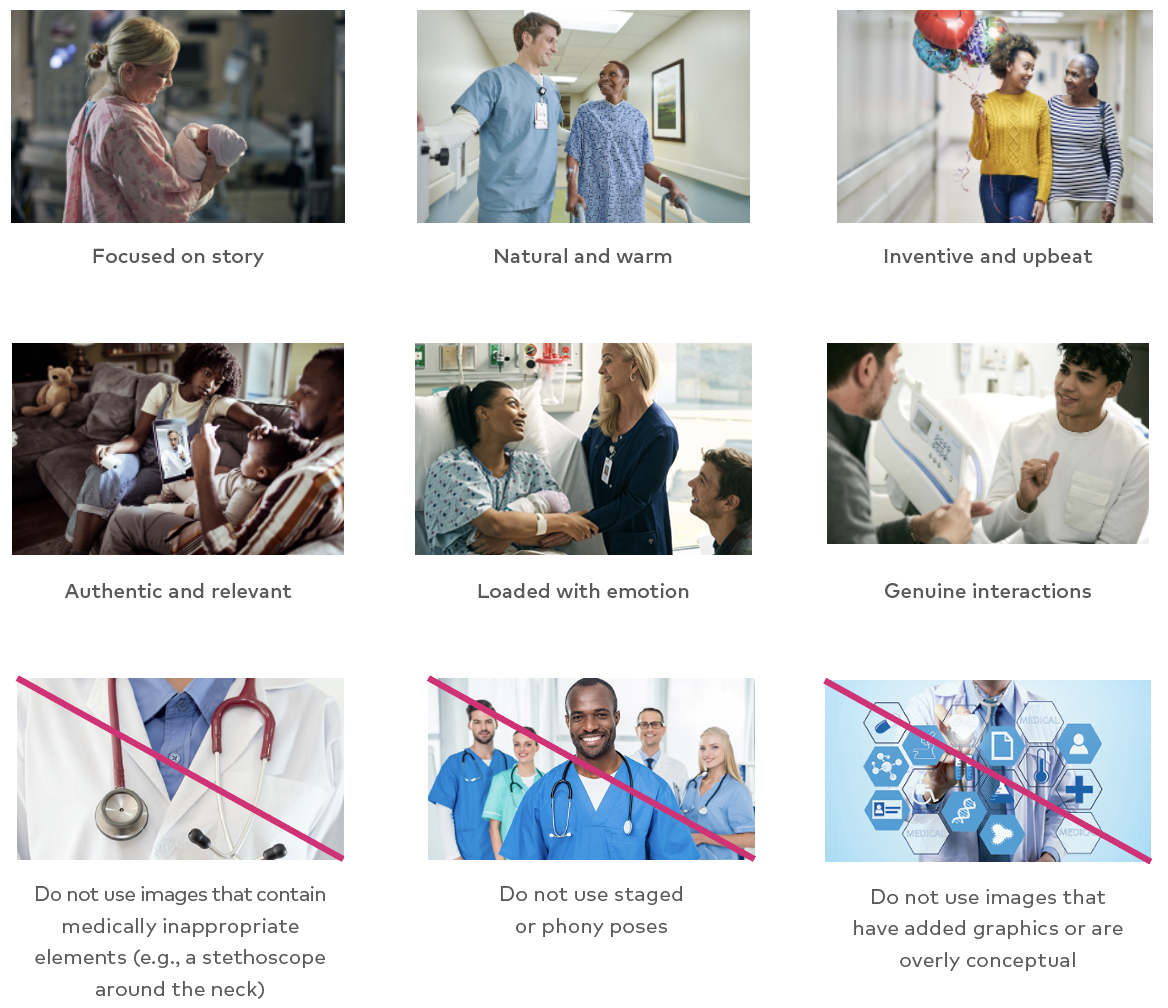 Focused on story
Natural and warm
Inventive and upbeat
Authentic and relevant
Loaded with emotion
Genuine interactions
MEDICAL
MEDICAL
MEDIC
Do not use images that contain
medically inappropriate
elements (e.g., a stethoscope
around the neck)
Do not use staged
or phony poses
Do not use images that
have added graphics or are
overly conceptual